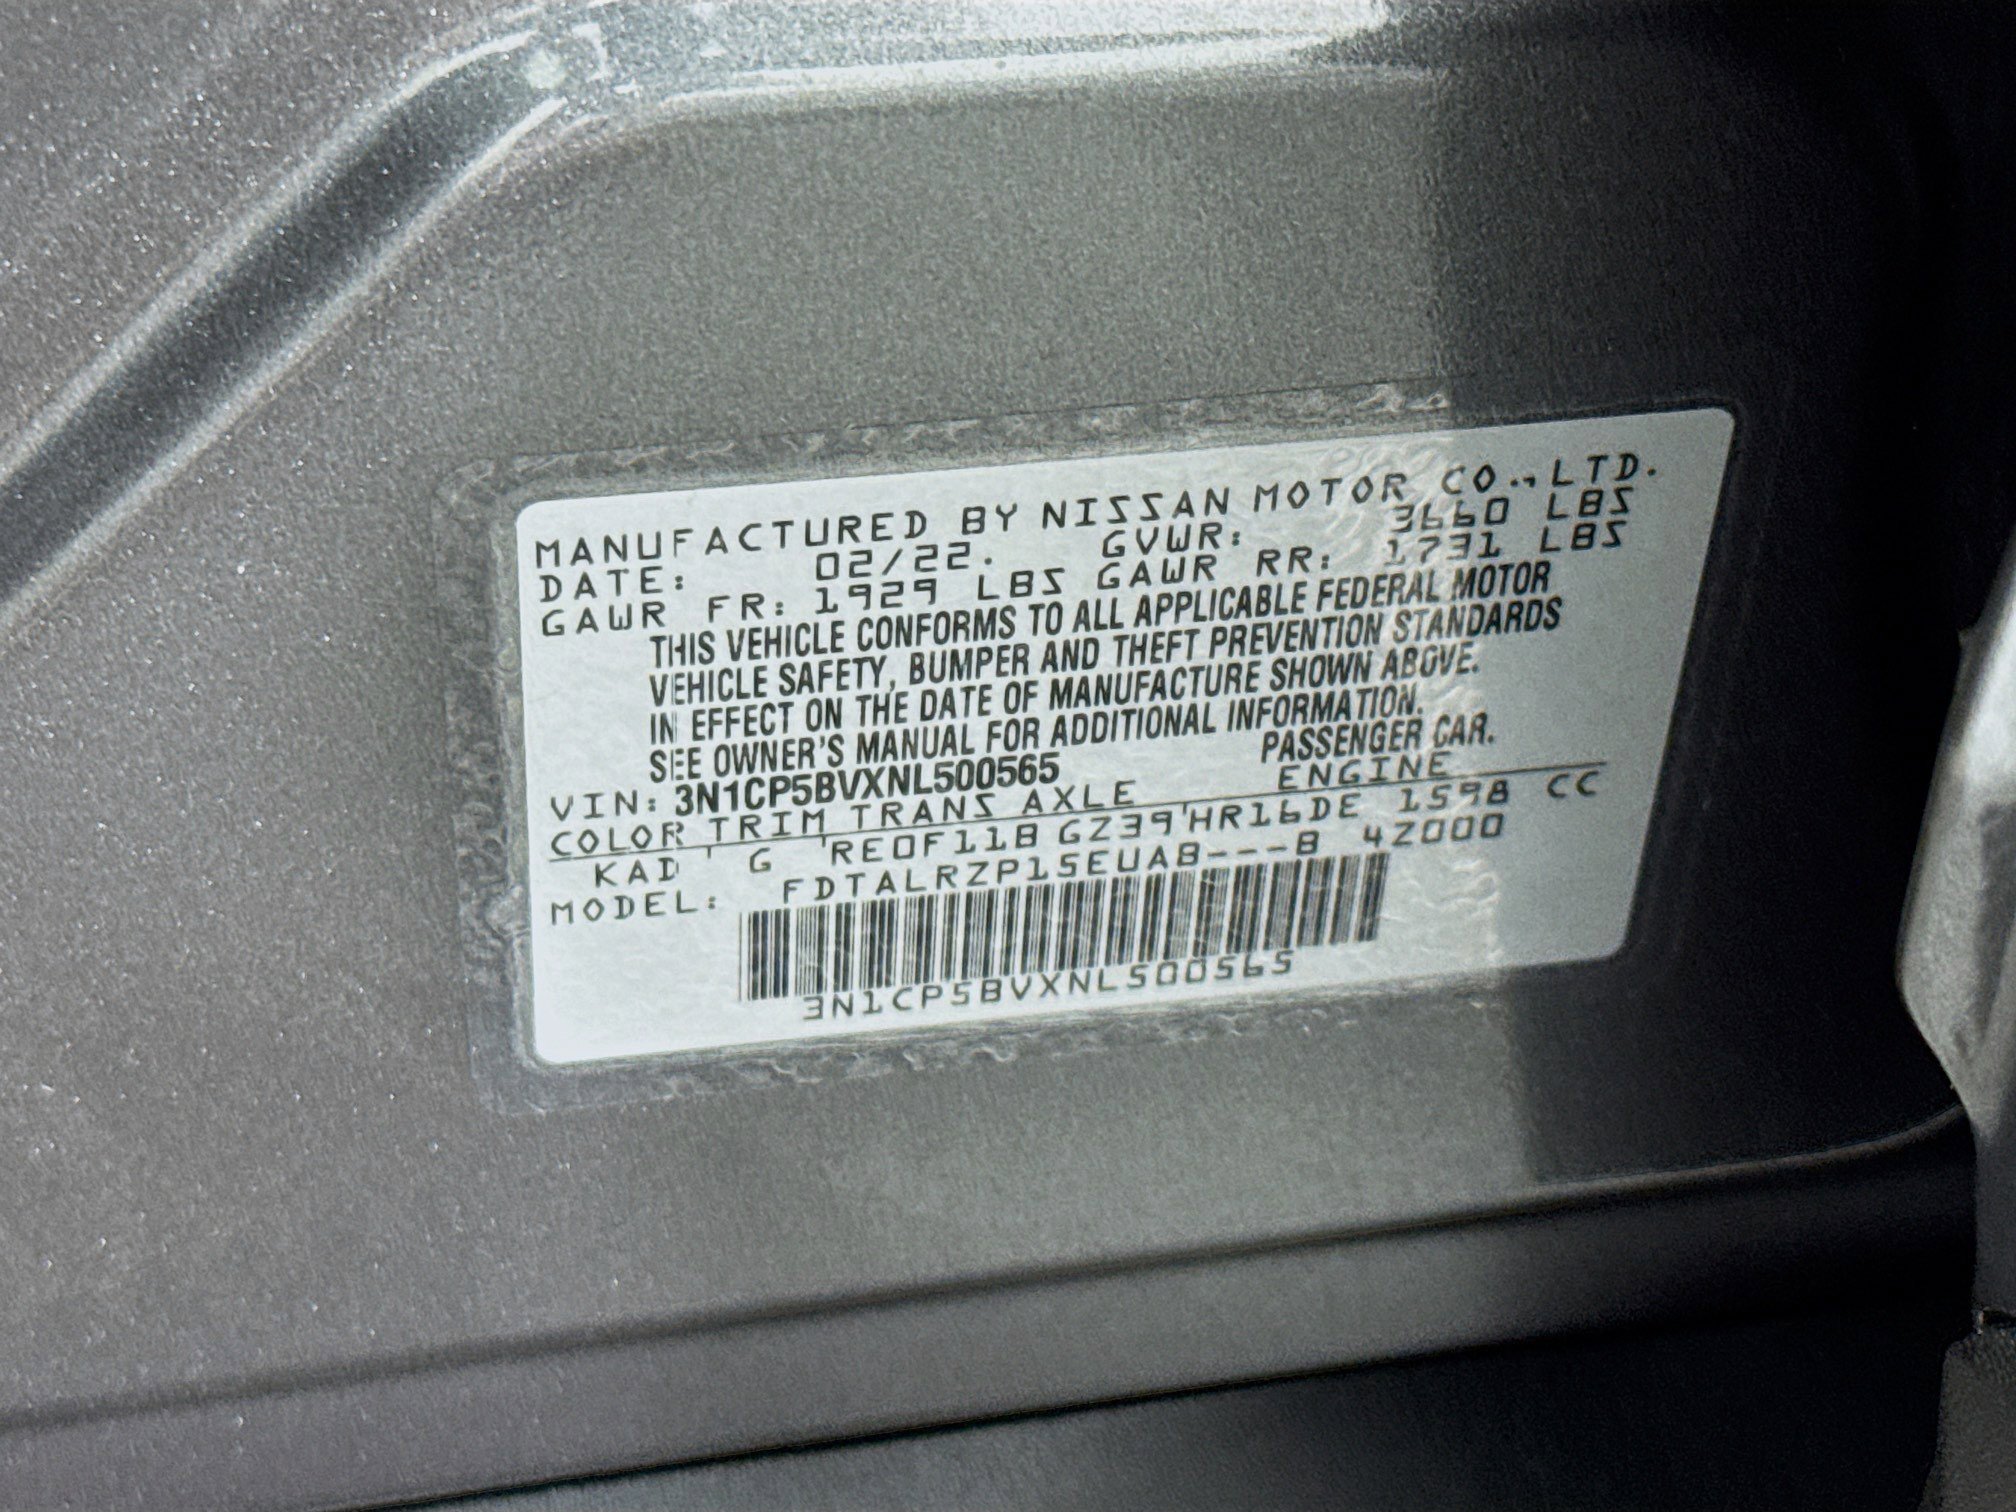 MANUFACTURED BY NISSAN MOTOR CO.,LTD.
DATE: 02/22. GVWR: 3660 LBS
GAWR FR: 1929 LBS GAWR RR: 1731 LBS
THIS VEHICLE CONFORMS TO ALL APPLICABLE FEDERAL MOTOR
VEHICLE SAFETY, BUMPER AND THEFT PREVENTION STANDARDS
IN EFFECT ON THE DATE OF MANUFACTURE SHOWN ABOVE.
SEE OWNER'S MANUAL FOR ADDITIONAL INFORMATION.
VIN: 3N1CP5BVXNL500565 PASSENGER CAR.
COLOR TRIM TRANS AXLE ENGINE
KAD G RE0F11B GZ39 HR16DE 1598 CC
MODEL: FDTALRZP15EUAB---B 4Z000
3N1CP5BVXNL500565